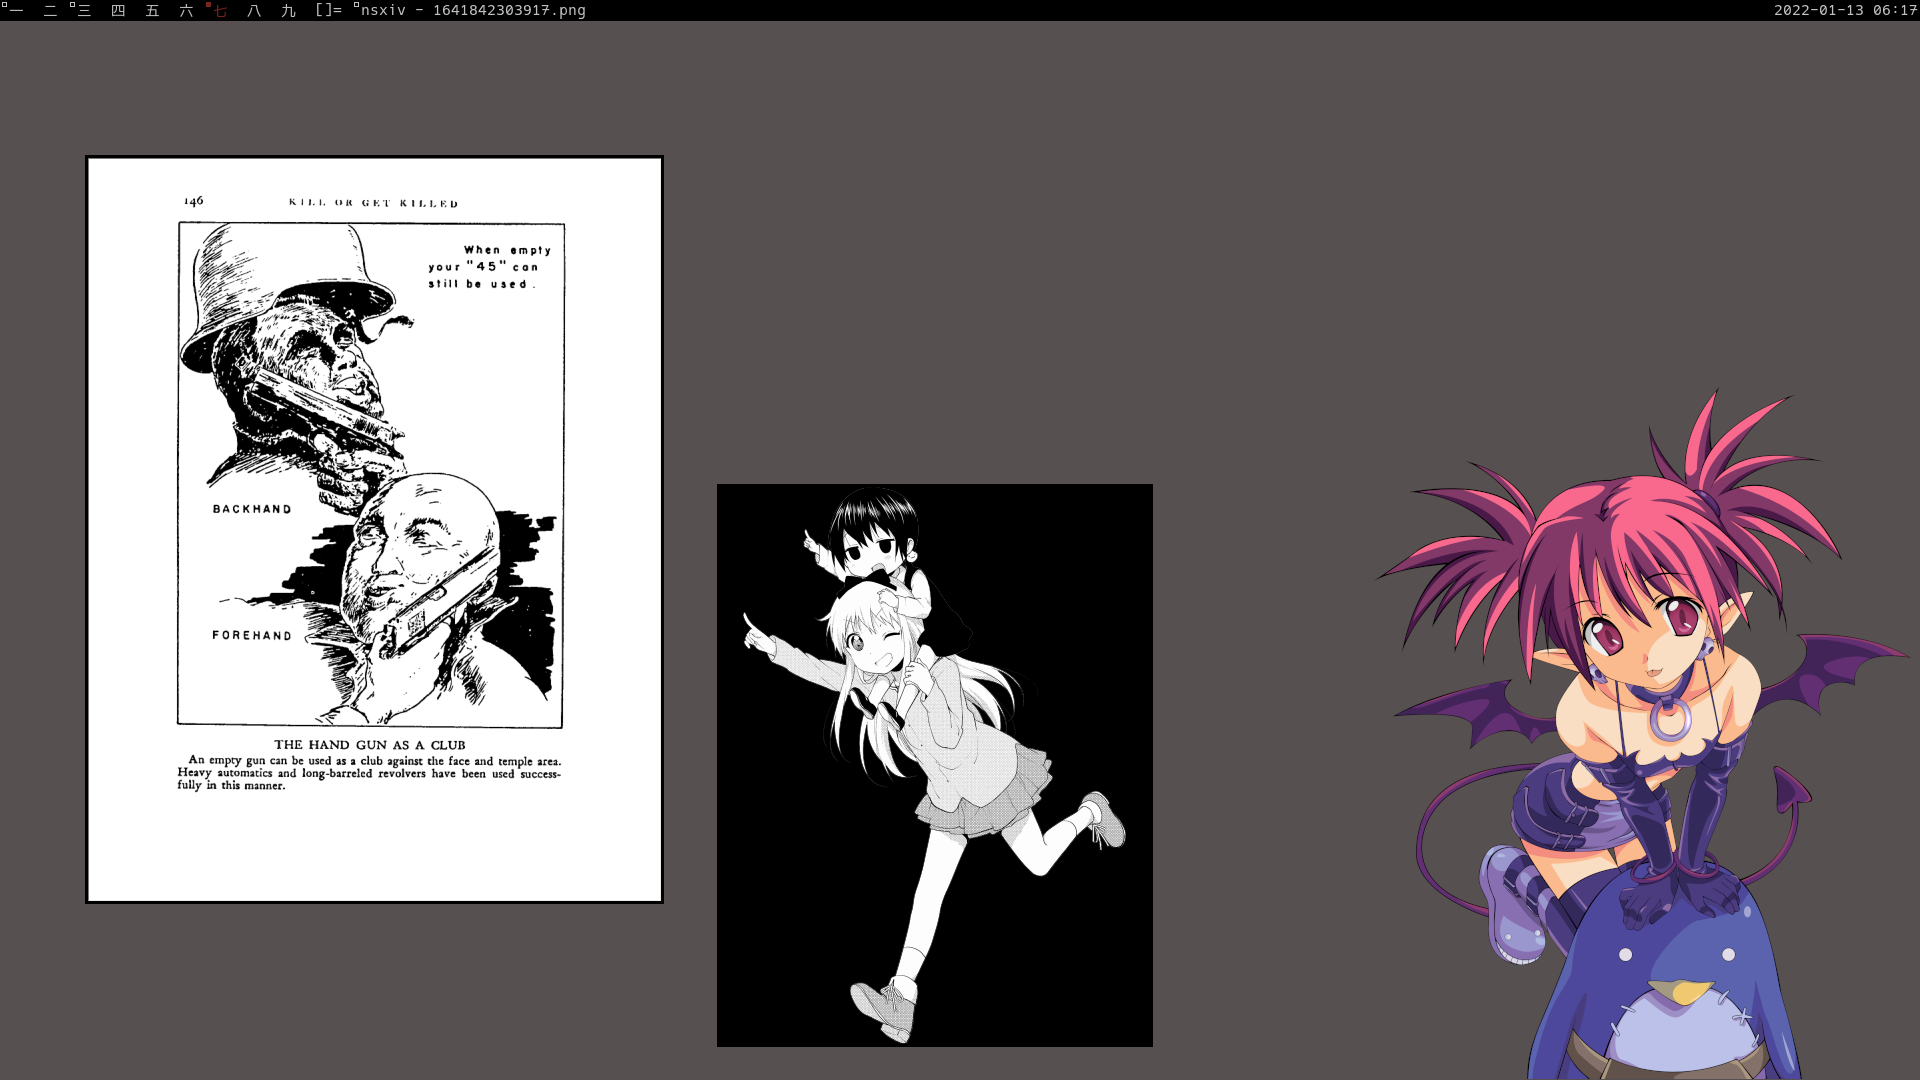 一 二 三 四 五 六 七 八 九 []= nsxiv - 1641842303917.png 2022-01-13 06:17
146 KILL OR GET KILLED
When empty
your "45" can
still be used.
BACKHAND
FOREHAND
THE HAND GUN AS A CLUB
An empty gun can be used as a club against the face and temple area.
Heavy automatics and long-barreled revolvers have been used success-
fully in this manner.